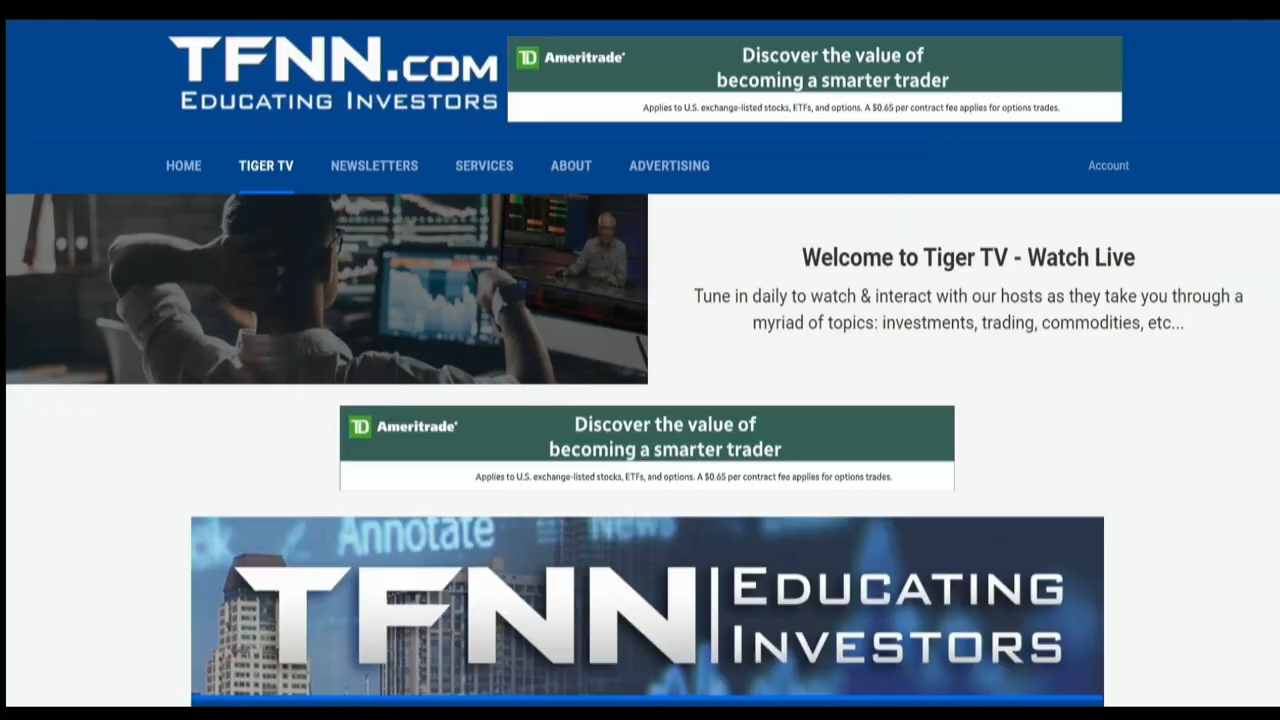 TFNN.COM
EDUCATING INVESTORS
TD Ameritrade®
Discover the value of
becoming a smarter trader
Applies to U.S. exchange-listed stocks, ETFs, and options. A $0.65 per contract fee applies for options trades.
HOME TIGER TV NEWSLETTERS SERVICES ABOUT ADVERTISING Account
Welcome to Tiger TV - Watch Live
Tune in daily to watch & interact with our hosts as they take you through a
myriad of topics: investments, trading, commodities, etc...
TD Ameritrade®
Discover the value of
becoming a smarter trader
Applies to U.S. exchange-listed stocks, ETFs, and options. A $0.65 per contract fee applies for options trades.
ck Annotate News
TFNN EDUCATING
INVESTORS